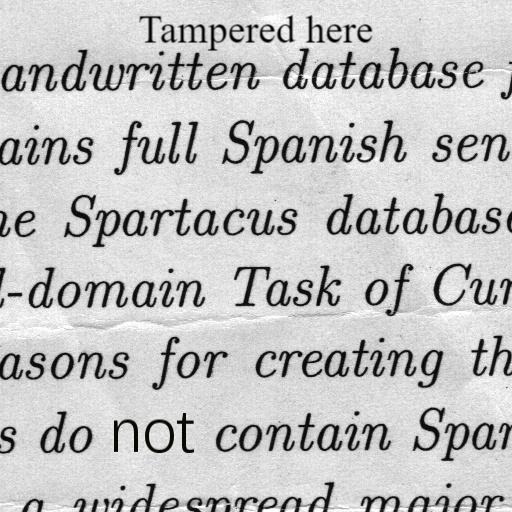 Tampered here
andwritten database
ains full Spanish sen
he Spartacus database
l-domain Task of Cur
asons for creating th
s do not contain Span
a widespread major